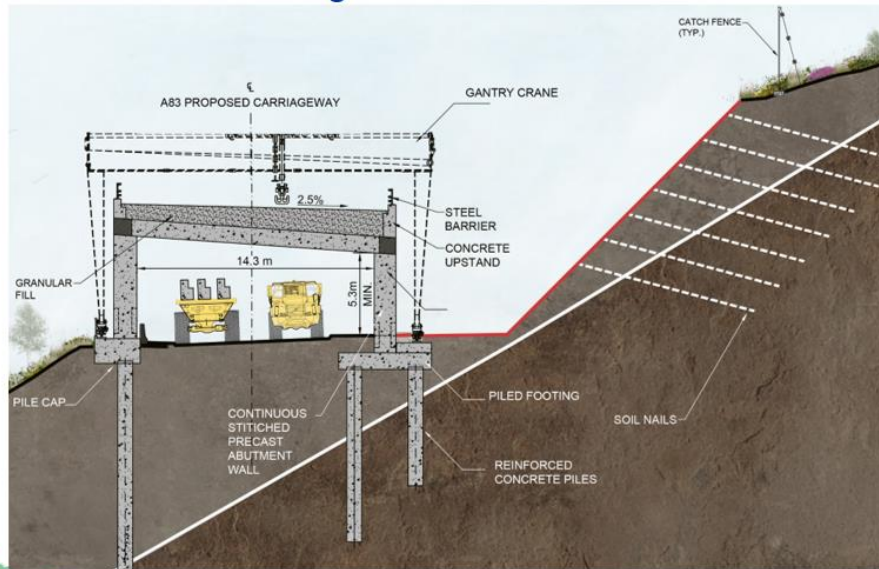 CATCH FENCE
(TYP.)
℄
A83 PROPOSED CARRIAGEWAY
GANTRY CRANE
2.5%
STEEL
BARRIER
CONCRETE
UPSTAND
14.3 m
5.3m
MIN.
GRANULAR
FILL
PILE CAP
CONTINUOUS
STITICHED
PRECAST
ABUTMENT
WALL
PILED FOOTING
SOIL NAILS
REINFORCED
CONCRETE PILES